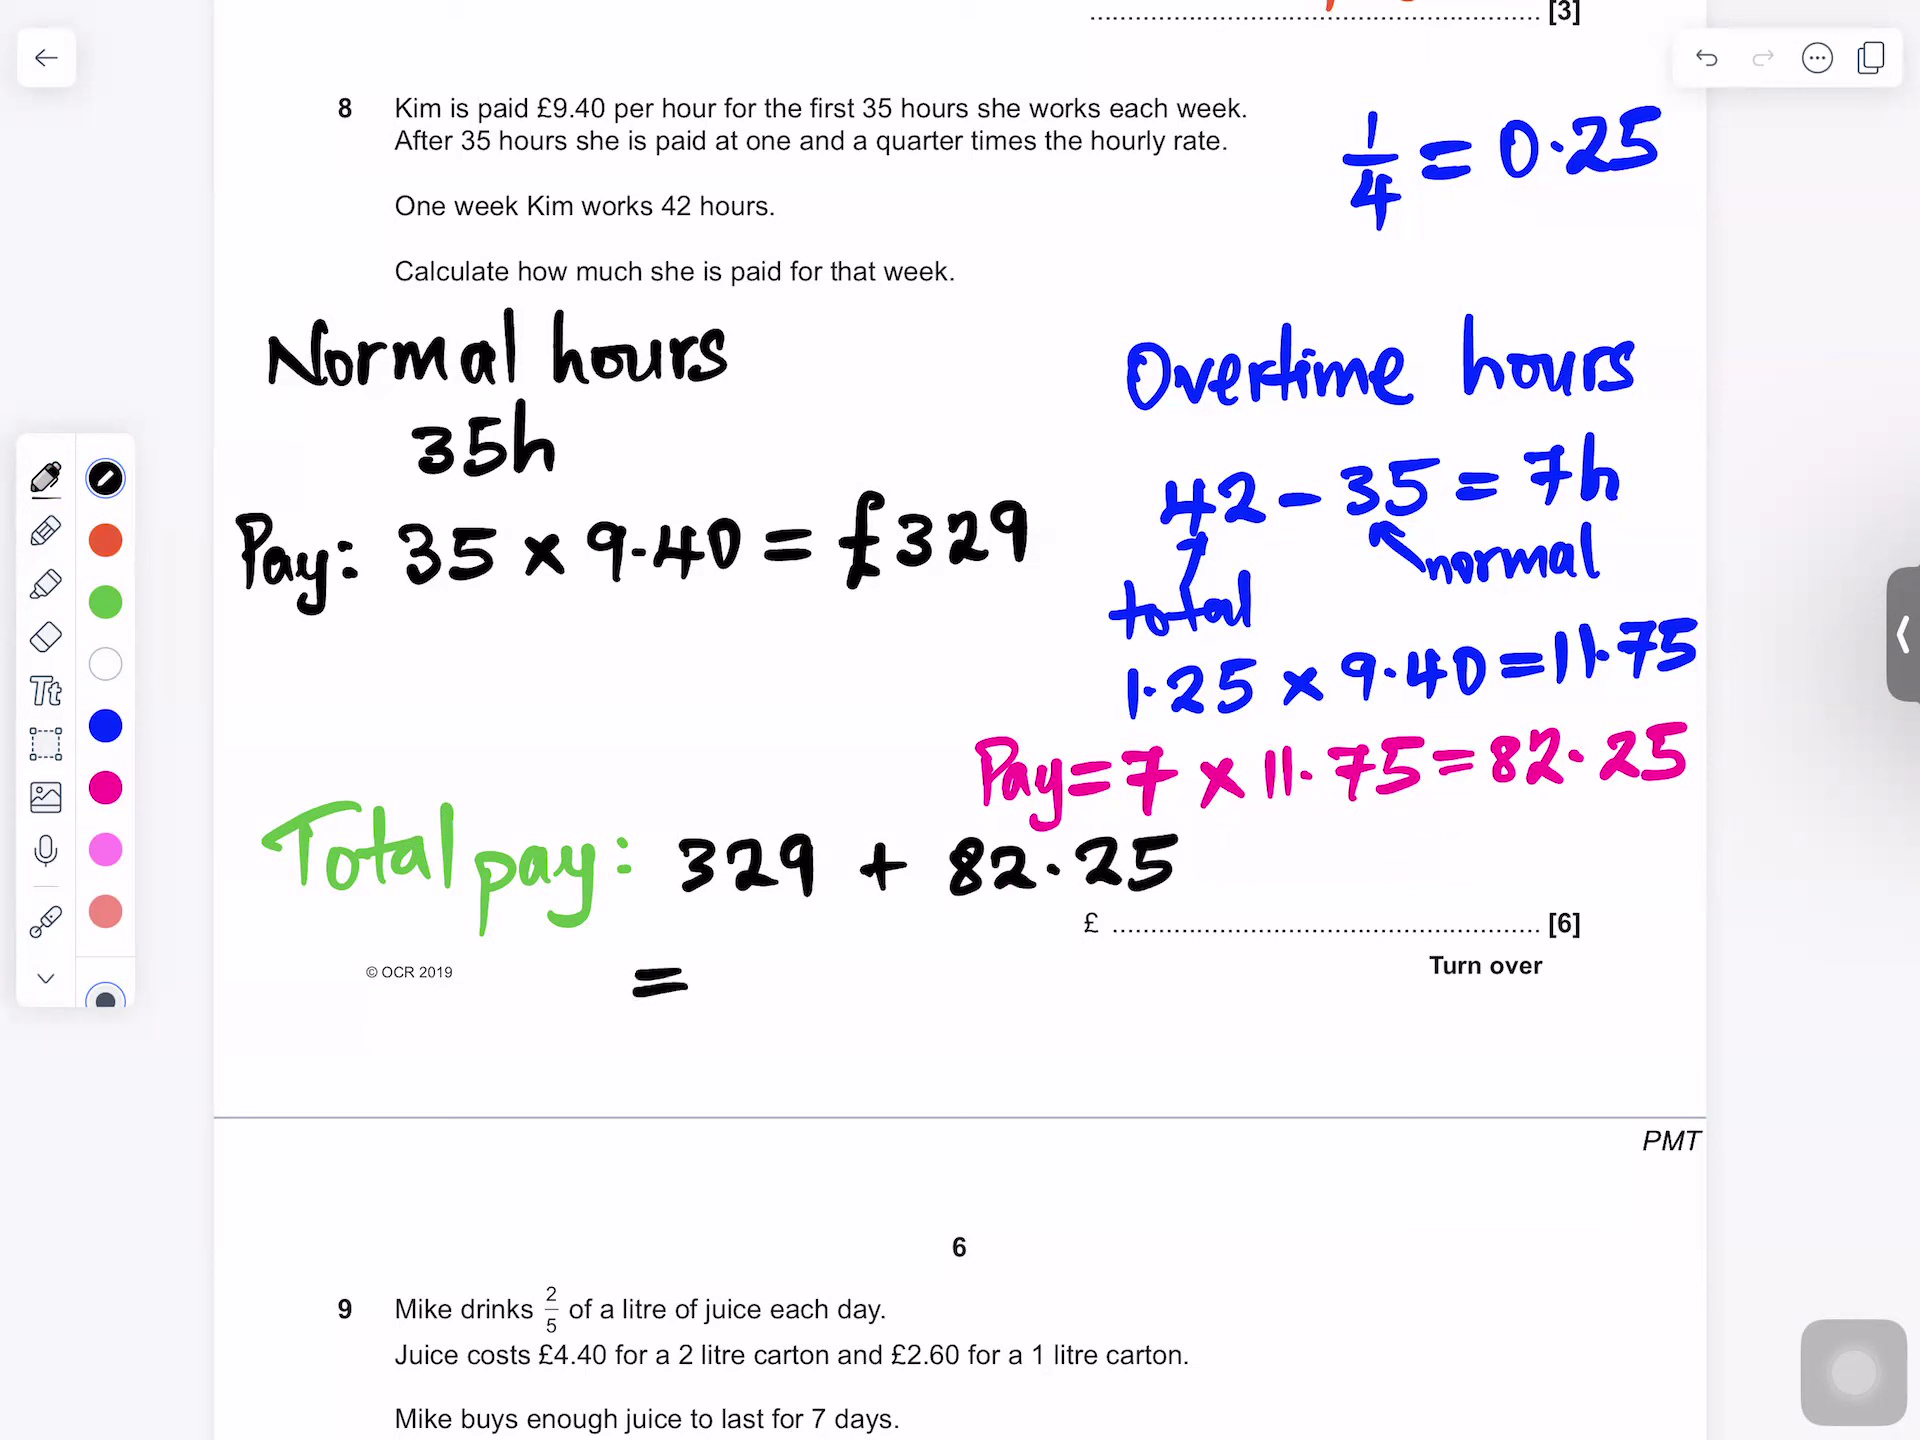 [3]
8 Kim is paid £9.40 per hour for the first 35 hours she works each week.
After 35 hours she is paid at one and a quarter times the hourly rate.
1/4 = 0.25
One week Kim works 42 hours.
Calculate how much she is paid for that week.
Normal hours
35h
Pay: 35 × 9.40 = £329
Overtime hours
42 - 35 = 7h
normal
total
1.25 × 9.40 = 11.75
Pay = 7 × 11.75 = 82.25
Total pay: 329 + 82.25
£ [6]
=
© OCR 2019
Turn over
PMT
6
9 Mike drinks 2/5 of a litre of juice each day.
Juice costs £4.40 for a 2 litre carton and £2.60 for a 1 litre carton.
Mike buys enough juice to last for 7 days.
Tt